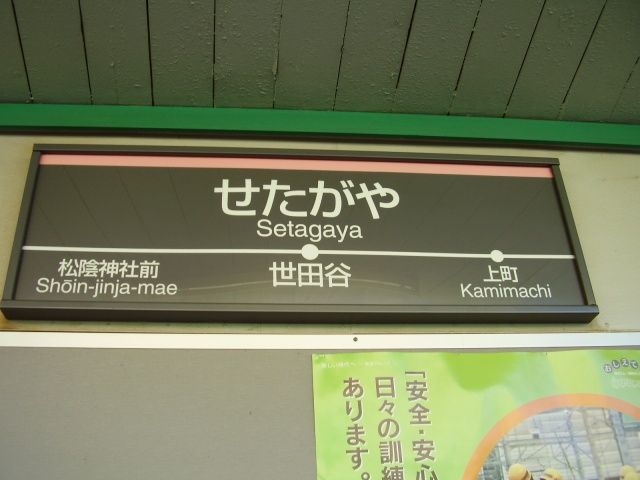 せたがや
Setagaya
世田谷
松陰神社前
Shōin-jinja-mae
上町
Kamimachi
「安全・安心
日々の訓練
あります。